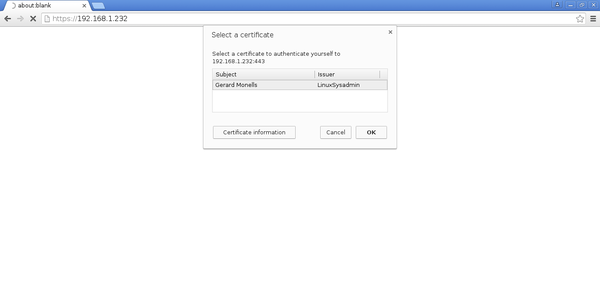 about:blank
https://192.168.1.232
Select a certificate
Select a certificate to authenticate yourself to
192.168.1.232:443
Subject Issuer
Gerard Monells LinuxSysadmin
Certificate information Cancel OK